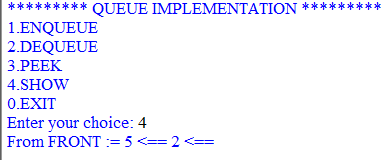 ********* QUEUE IMPLEMENTATION *********
1.ENQUEUE
2.DEQUEUE
3.PEEK
4.SHOW
0.EXIT
Enter your choice: 4
From FRONT := 5 <== 2 <==